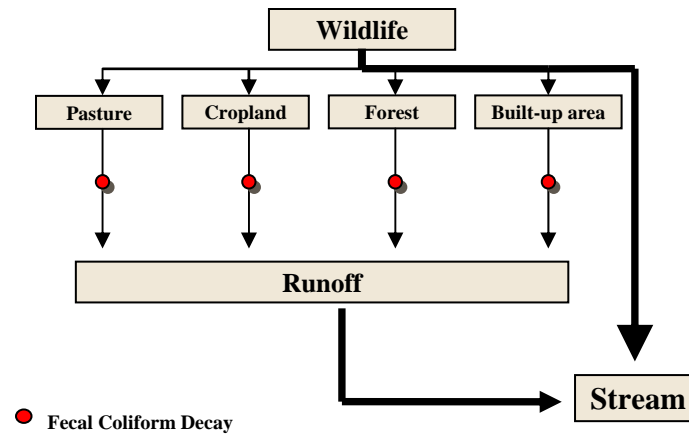 Wildlife
Pasture
Cropland
Forest
Built-up area
Runoff
Stream
Fecal Coliform Decay